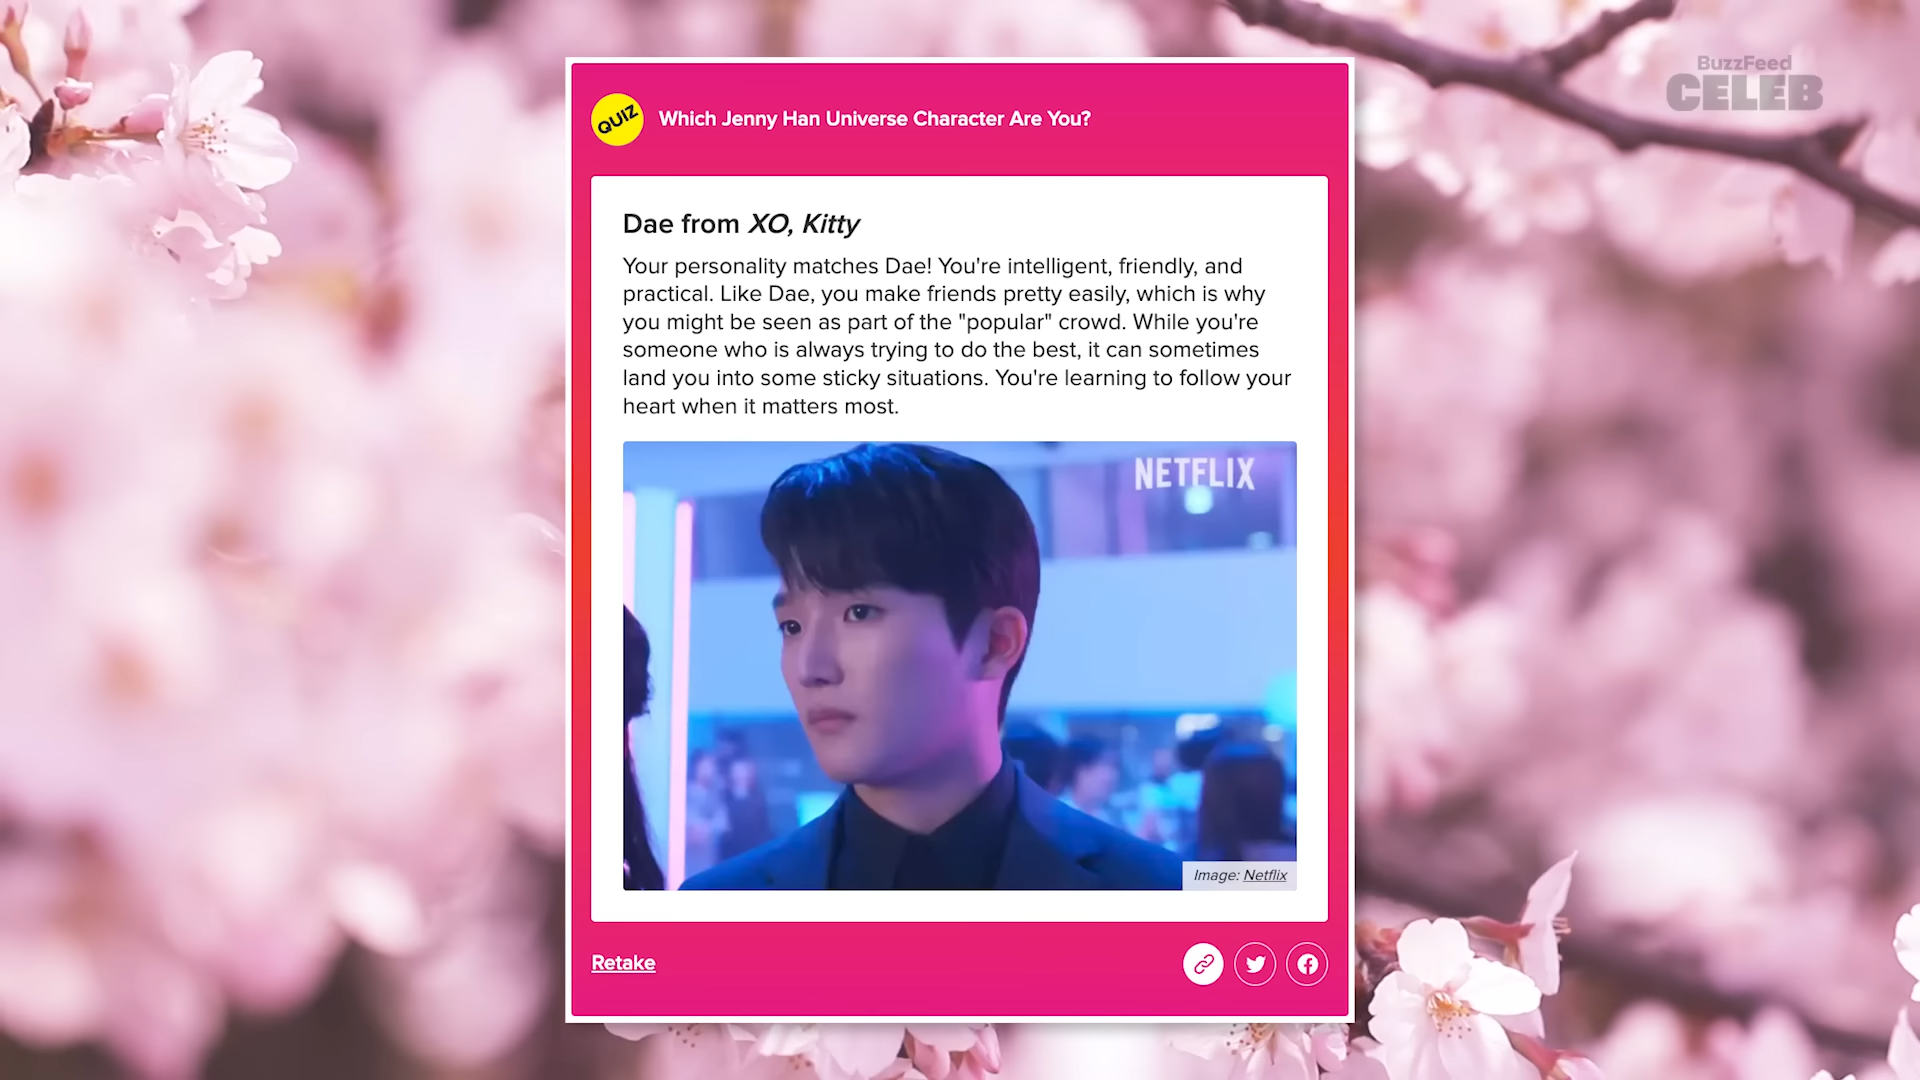 BuzzFeed
CELEB
QUIZ
Which Jenny Han Universe Character Are You?
Dae from XO, Kitty
Your personality matches Dae! You're intelligent, friendly, and
practical. Like Dae, you make friends pretty easily, which is why
you might be seen as part of the "popular" crowd. While you're
someone who is always trying to do the best, it can sometimes
land you into some sticky situations. You're learning to follow your
heart when it matters most.
NETFLIX
Image: Netflix
Retake